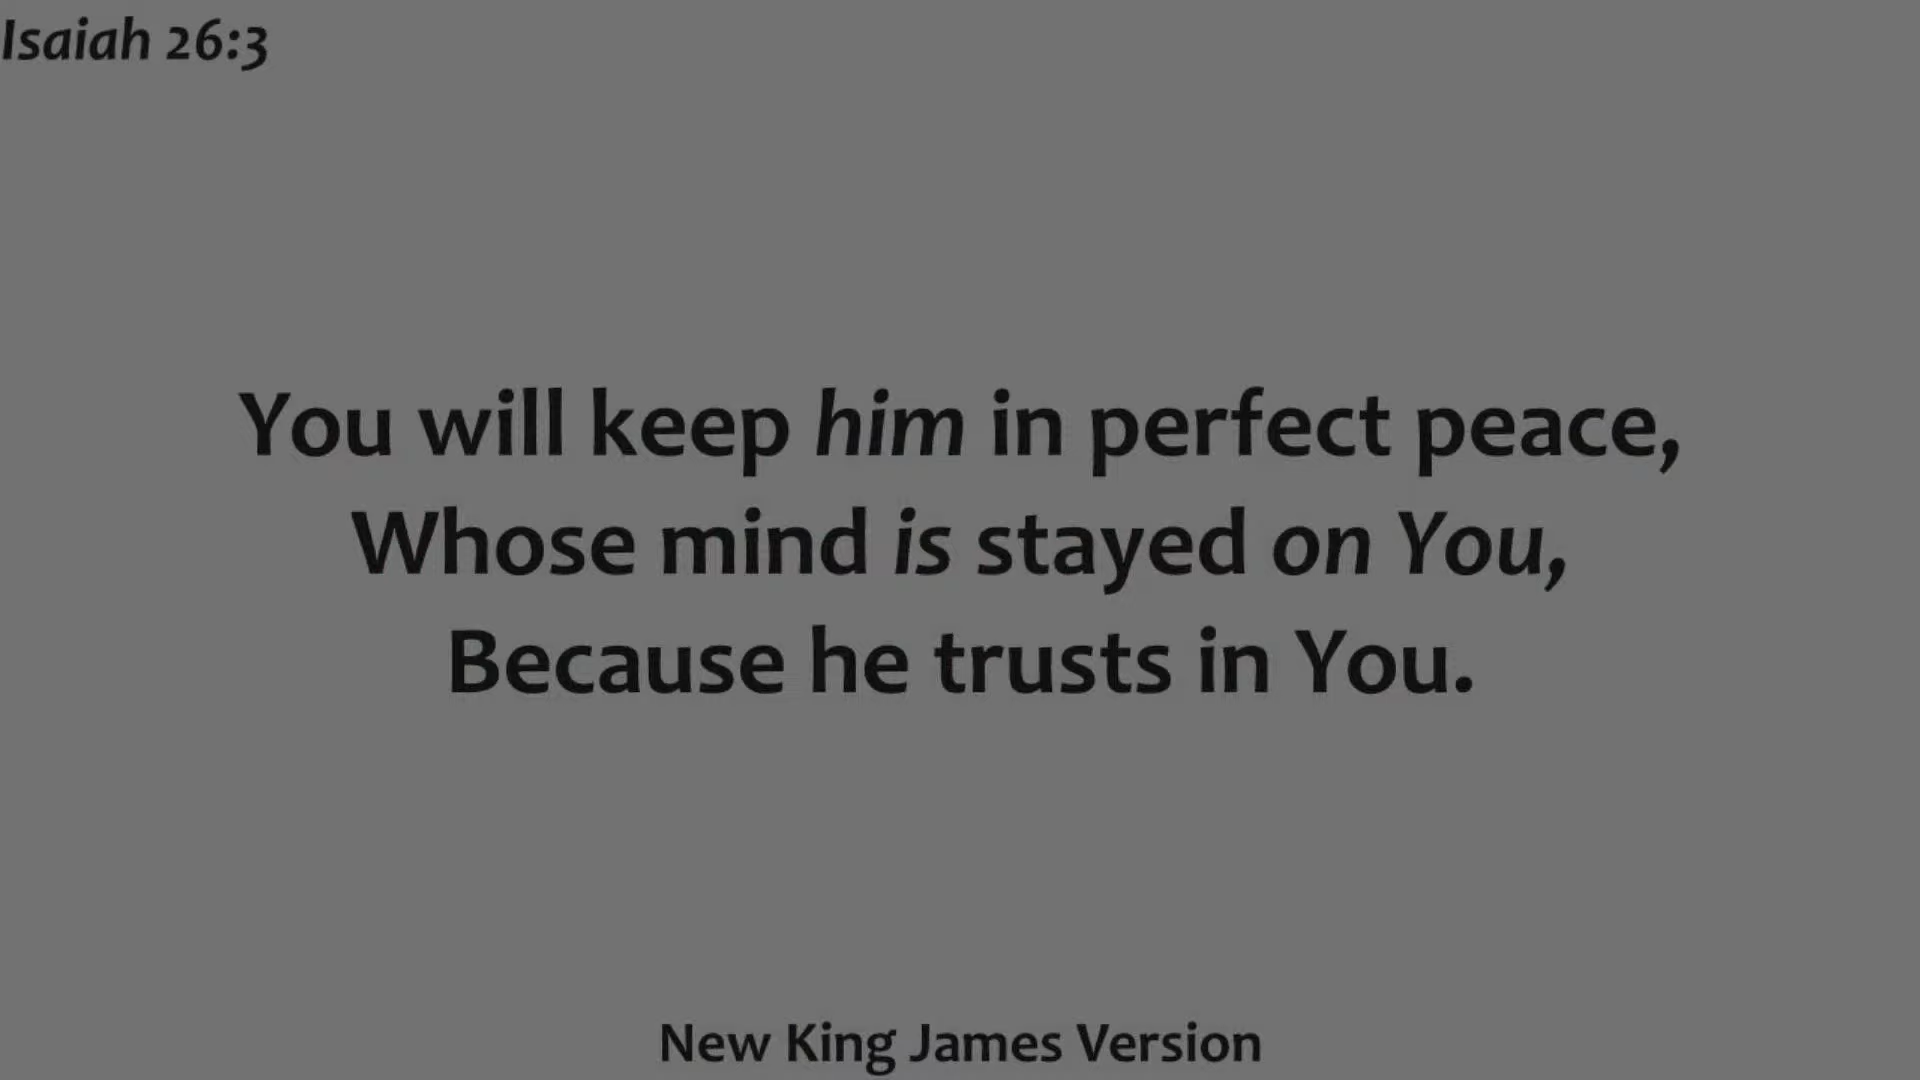 Isaiah 26:3
You will keep him in perfect peace,
Whose mind is stayed on You,
Because he trusts in You.
New King James Version